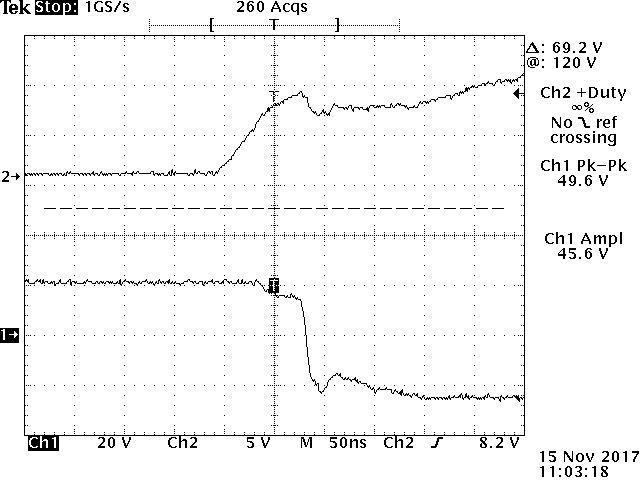 Tek Stop: 1GS/s 260 Acqs
[ T ]
Δ: 69.2 V
@: 120 V
Ch2 +Duty
∞%
No ref
crossing
Ch1 Pk-Pk
49.6 V
Ch1 Ampl
45.6 V
T
2→
1→
Ch1 20 V Ch2 5 V M 50ns Ch2 8.2 V
15 Nov 2017
11:03:18